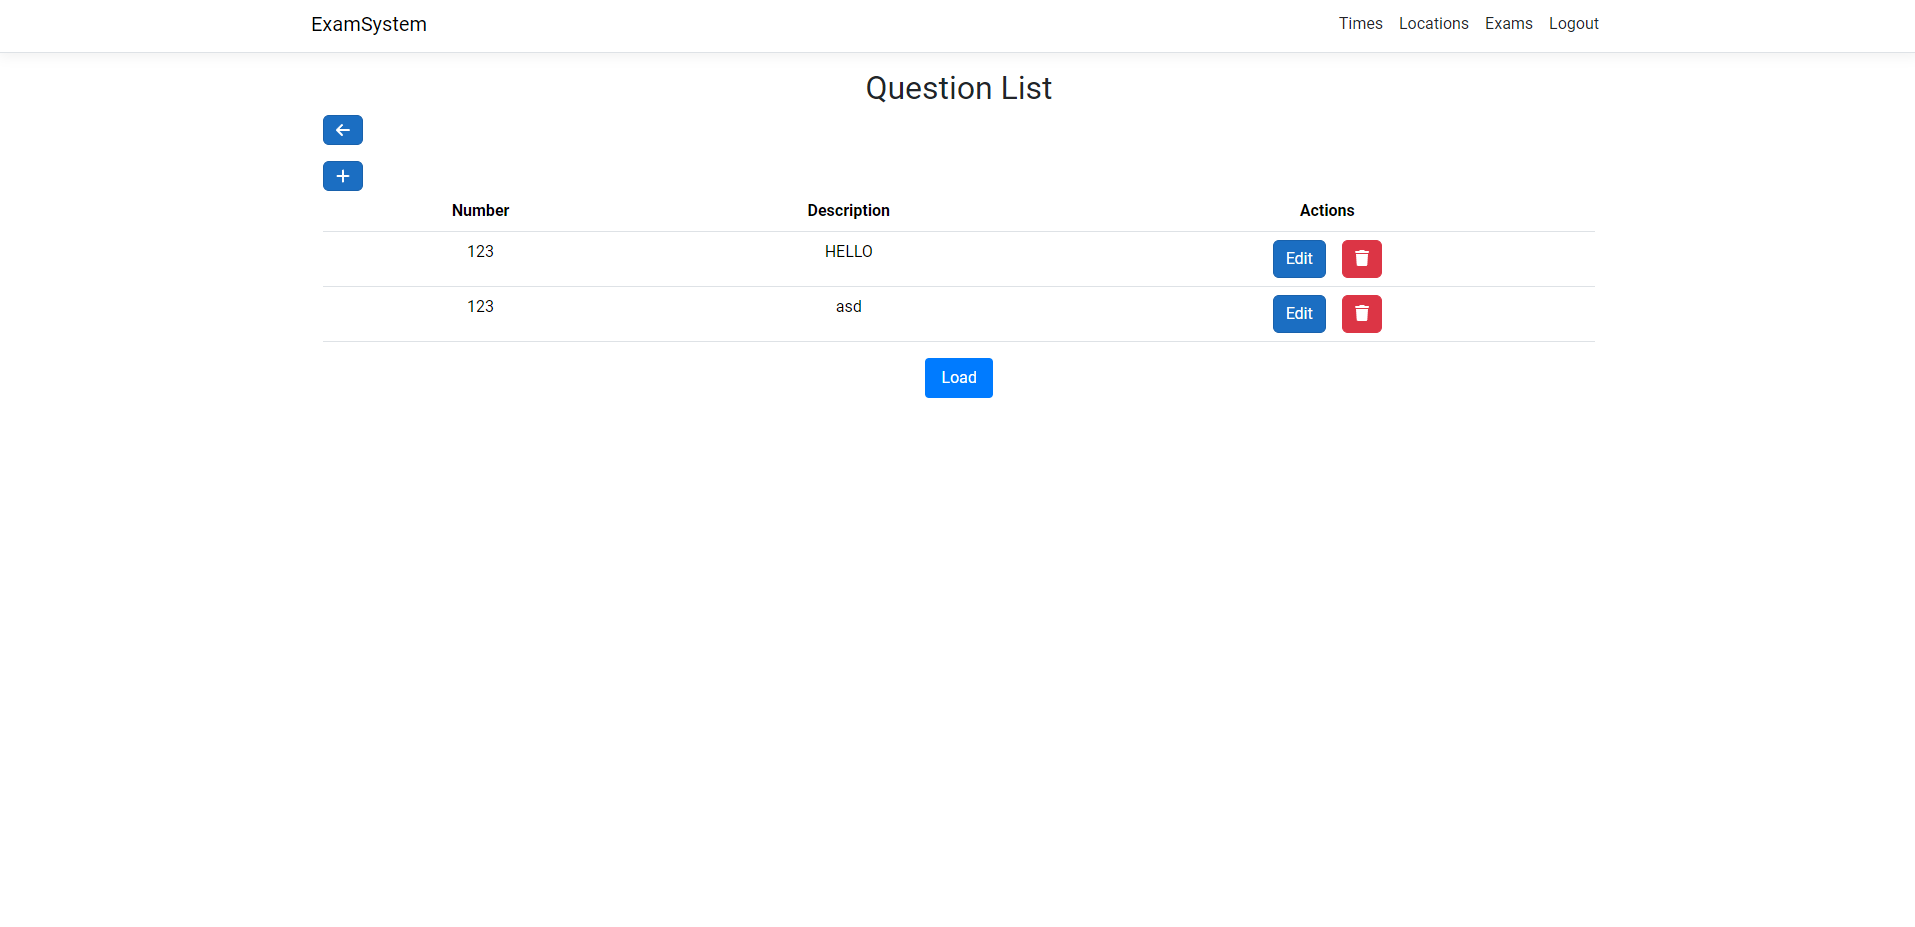 ExamSystem Times Locations Exams Logout
Question List
Number Description Actions
123 HELLO Edit
123 asd Edit
Load